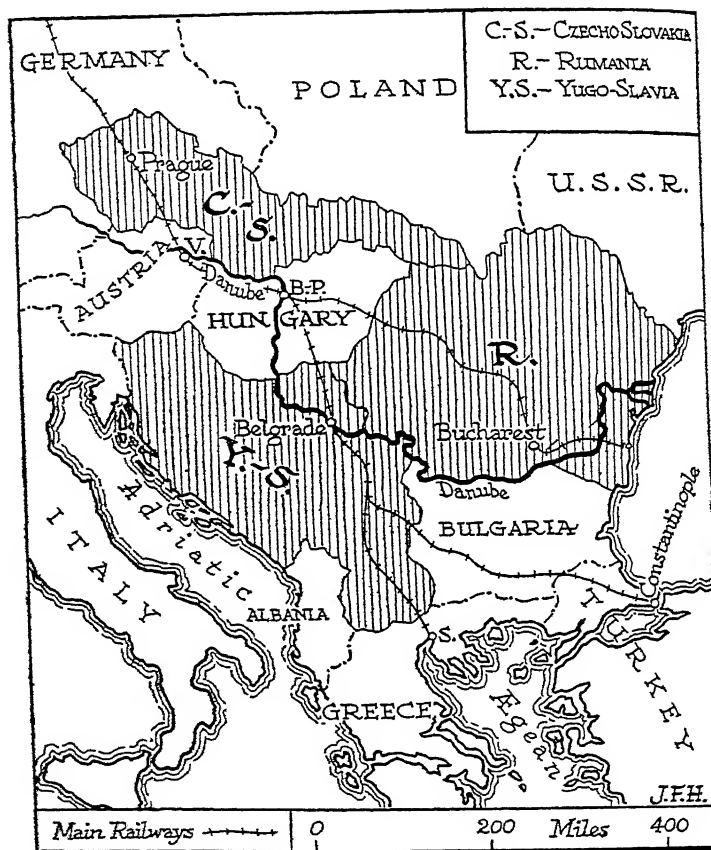 C.-S.— CZECHO SLOVAKIA
R.— RUMANIA
Y.S.— YUGO-SLAVIA
GERMANY
POLAND
U.S.S.R.
Prague
C.-S.
V.
AUSTRIA
Danube
B-P.
HUNGARY
R.
Belgrade
Bucharest
Y.-S.
Danube
BULGARIA
Constantinople
Adriatic
ITALY
ALBANIA
S.
TURKEY
GREECE
Ægean
J.F.H.
Main Railways
0 200 Miles 400